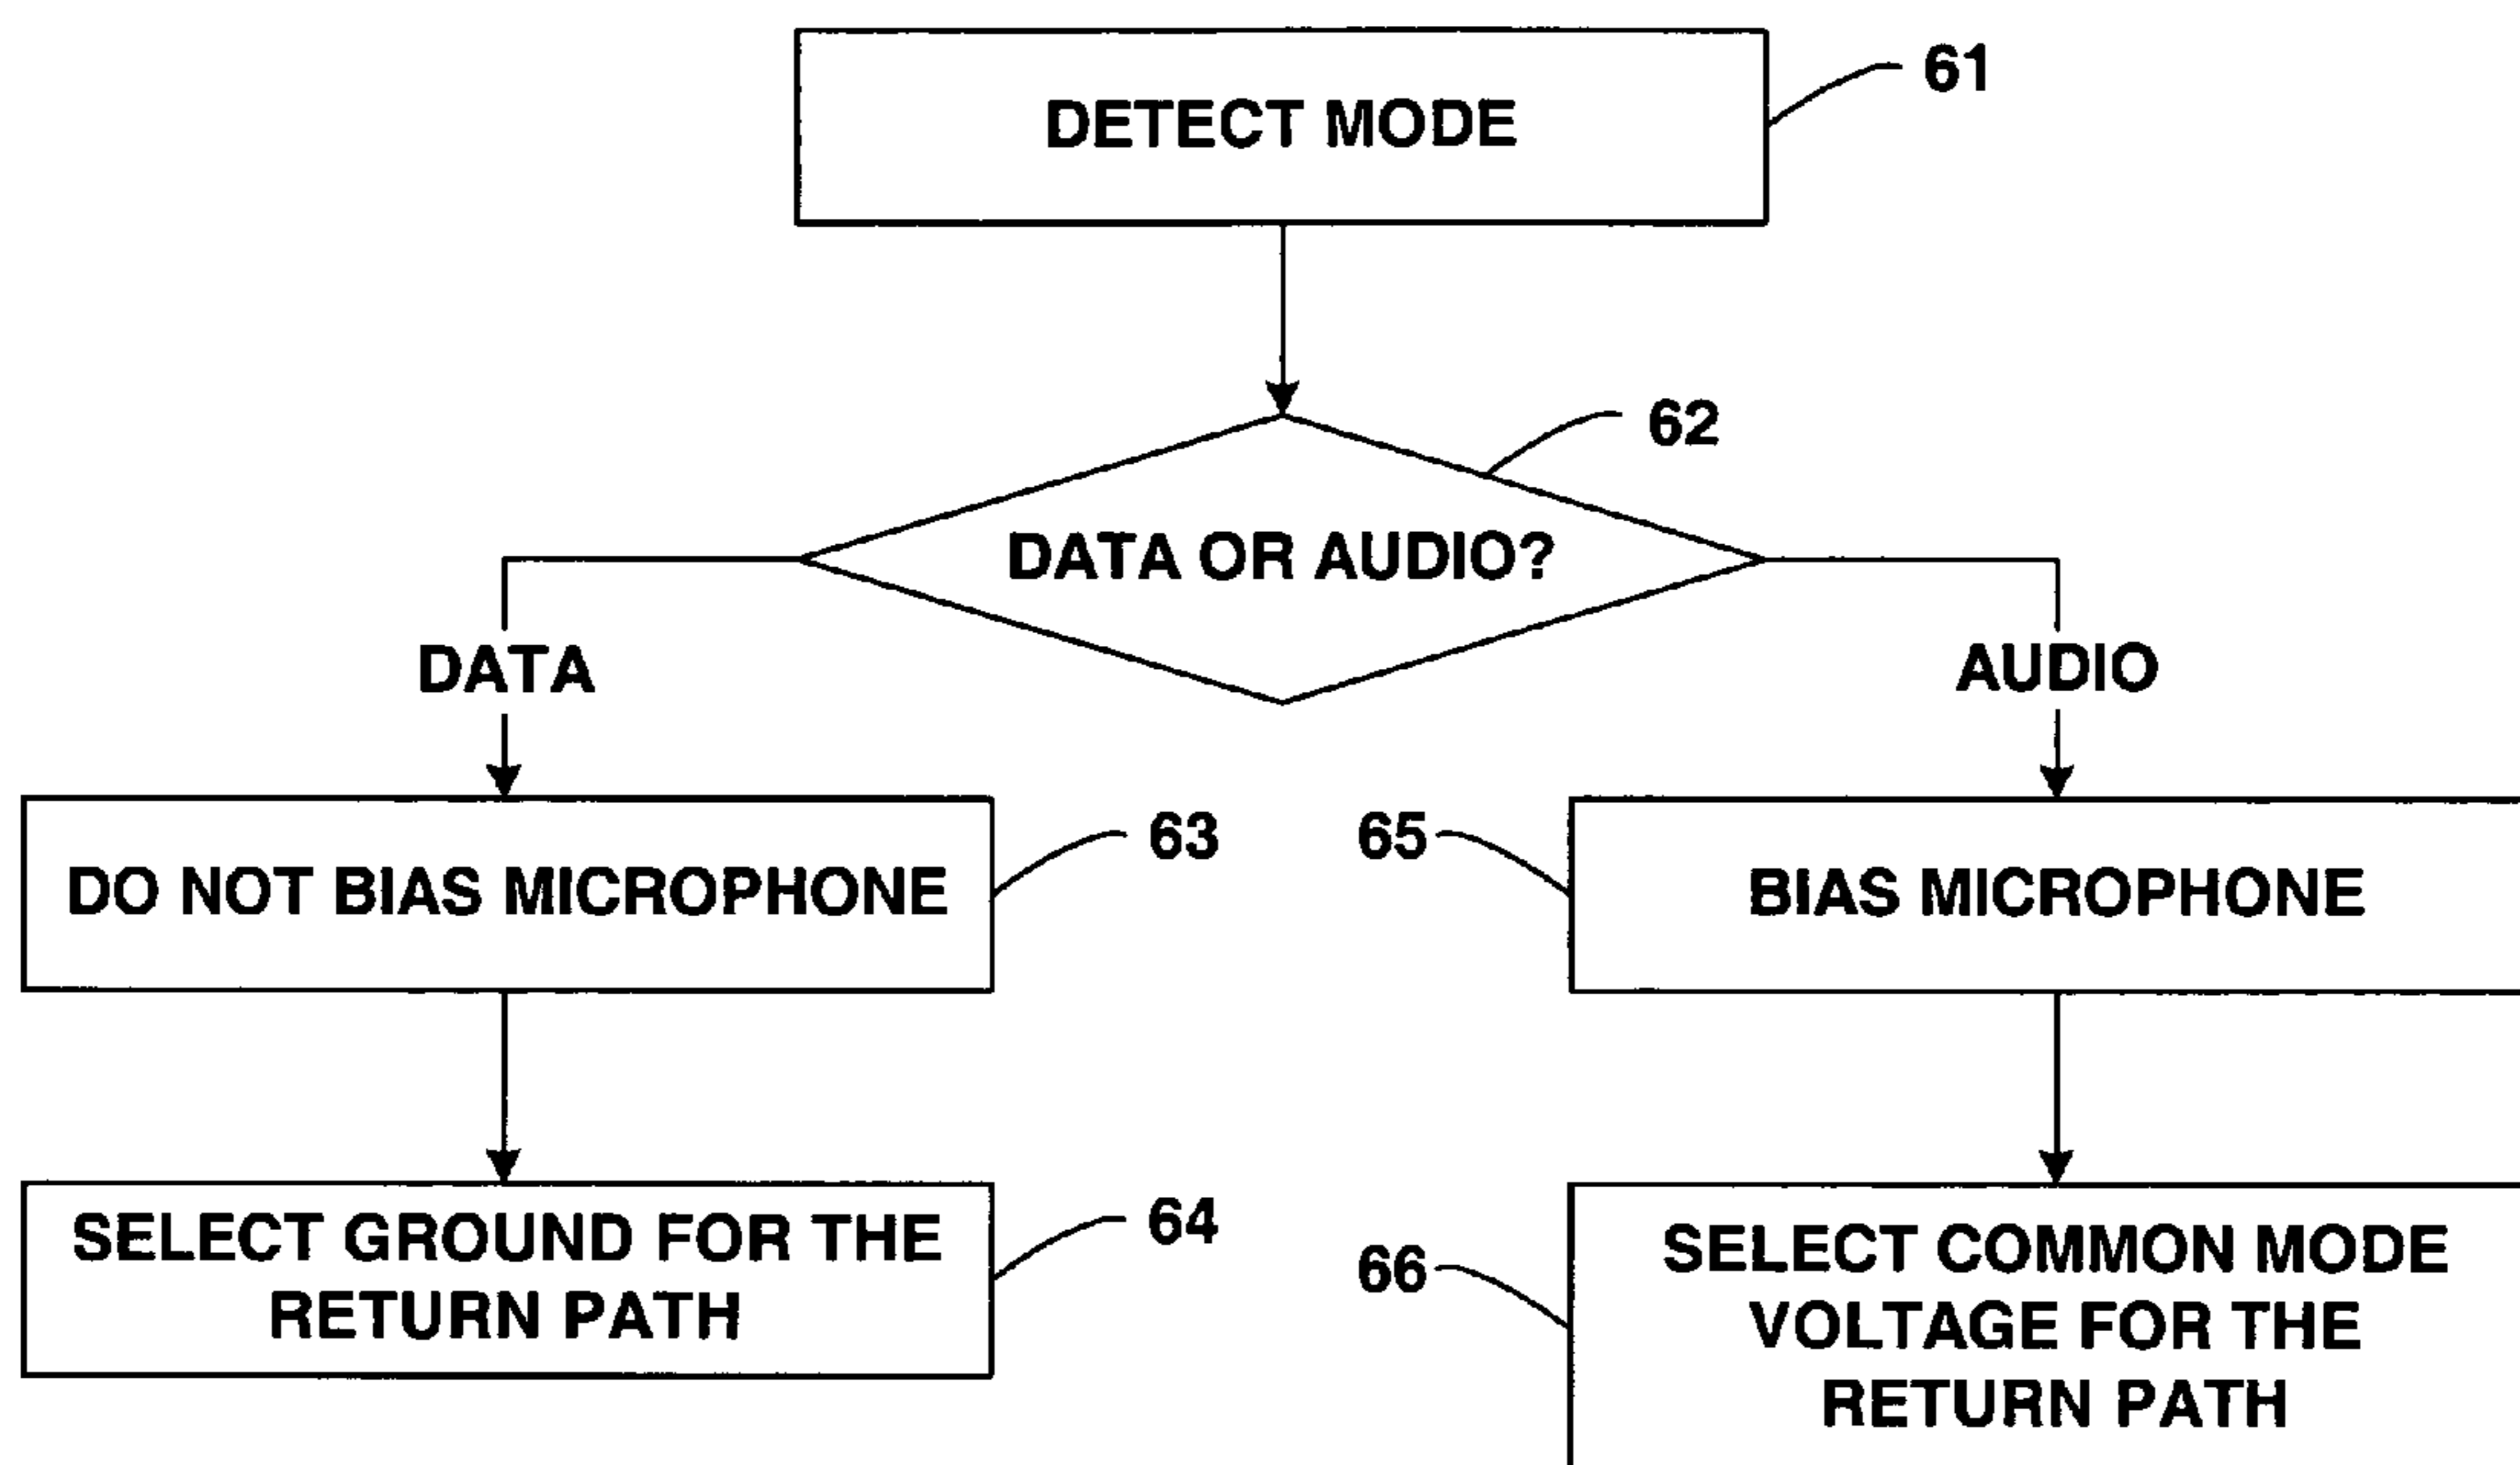 DETECT MODE
61
62
DATA OR AUDIO?
DATA
AUDIO
DO NOT BIAS MICROPHONE
63
65
BIAS MICROPHONE
SELECT GROUND FOR THE
RETURN PATH
64
66
SELECT COMMON MODE
VOLTAGE FOR THE
RETURN PATH